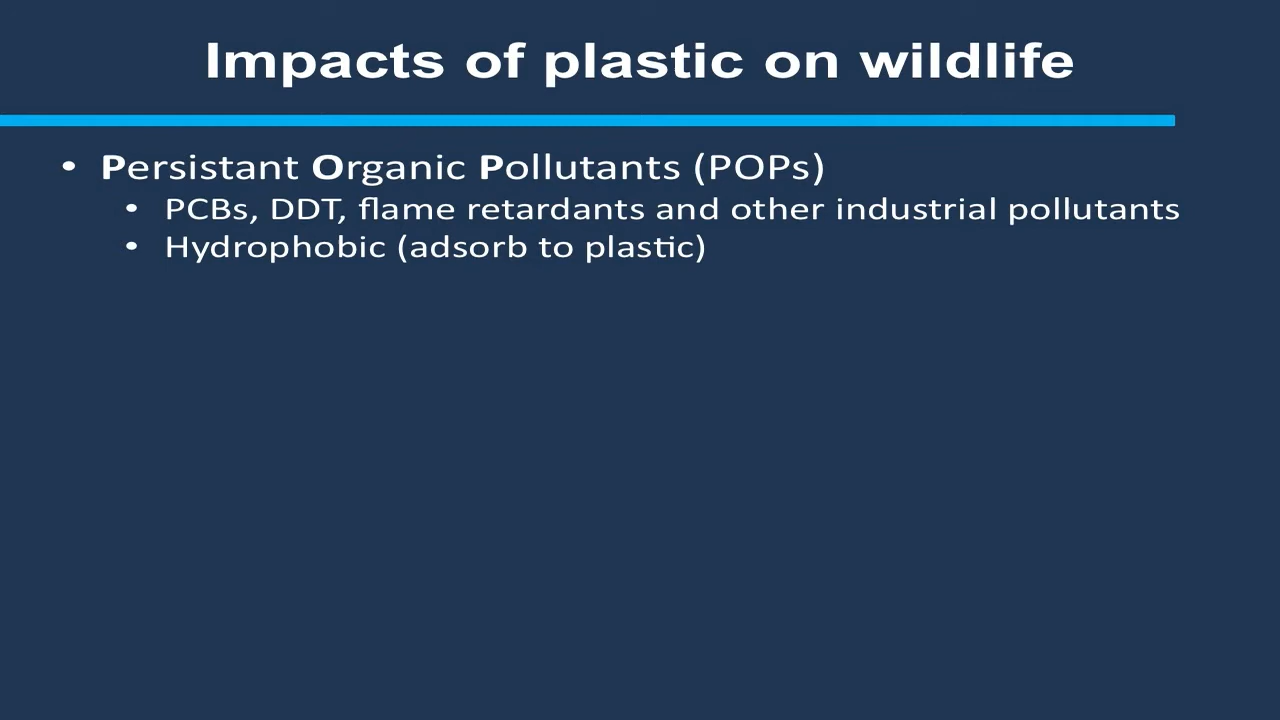 Impacts of plastic on wildlife
• Persistant Organic Pollutants (POPs)
• PCBs, DDT, flame retardants and other industrial pollutants
• Hydrophobic (adsorb to plastic)